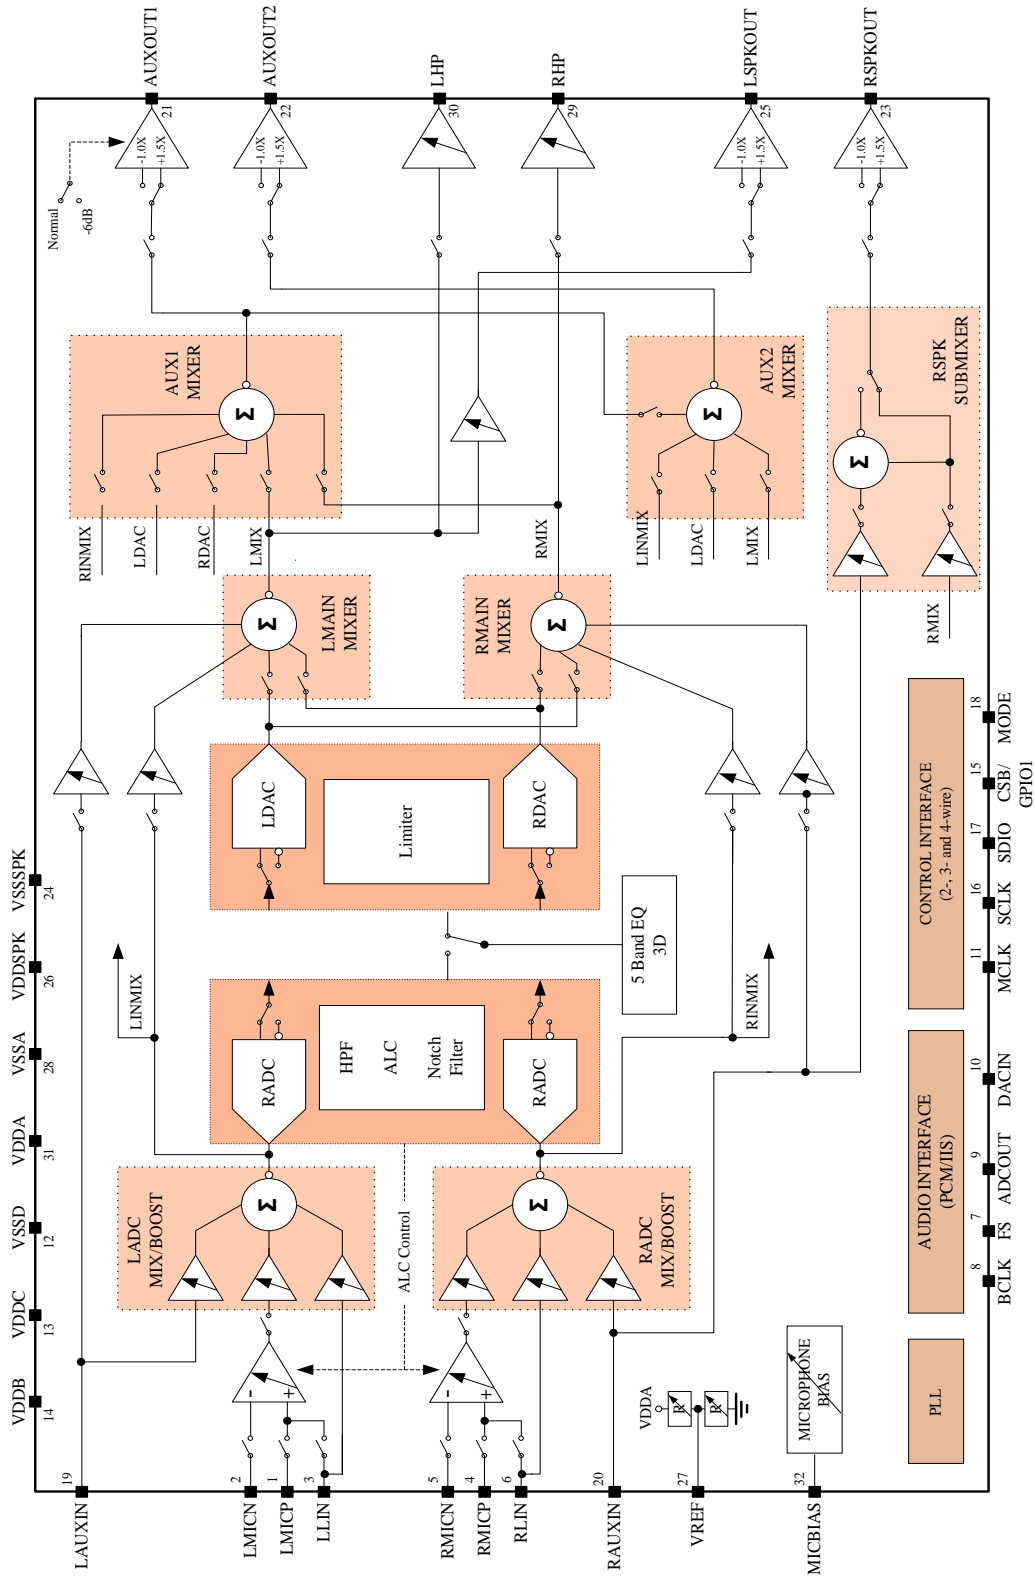 VDDB
14
VDDC
13
VSSD
12
VDDA
31
VSSA
28
VDDSPK
26
VSSSPK
24
LAUXIN
19
LMICN
2
LMICP
1
LLIN
3
RMICN
5
RMICP
4
RLIN
6
RAUXIN
20
VREF
27
MICBIAS
32
-
+
-
+
ALC Control
VDDA
R
R
MICROPHONE
BIAS
PLL
LADC
MIX/BOOST
Σ
RADC
MIX/BOOST
Σ
LINMIX
RINMIX
RADC
HPF
ALC
Notch
Filter
RADC
5 Band EQ
3D
LDAC
Limiter
RDAC
LMAIN
MIXER
Σ
RMAIN
MIXER
Σ
RINMIX
LDAC
RDAC
LMIX
RMIX
AUX1
MIXER
Σ
LINMIX
LDAC
LMIX
AUX2
MIXER
Σ
RMIX
RSPK
SUBMIXER
Σ
Normal
-6dB
-1.0X
+1.5X
21
AUXOUT1
-1.0X
+1.5X
22
AUXOUT2
30
LHP
29
RHP
-1.0X
+1.5X
25
LSPKOUT
-1.0X
+1.5X
23
RSPKOUT
AUDIO INTERFACE
(PCM/IIS)
CONTROL INTERFACE
(2-, 3- and 4-wire)
8
BCLK
7
FS
9
ADCOUT
10
DACIN
11
MCLK
16
SCLK
17
SDIO
15
CSB/
GPIO1
18
MODE